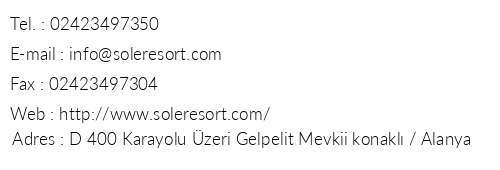 Tel. : 02423497350
E-mail : info@soleresort.com
Fax : 02423497304
Web : http://www.soleresort.com/
Adres : D 400 Karayolu Üzeri Gelpelit Mevkii konaklı / Alanya